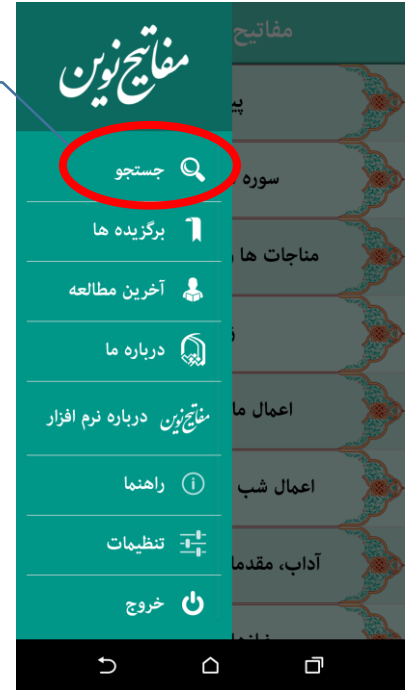 مفاتیح نوین
جستجو
برگزیده ها
آخرین مطالعه
درباره ما
درباره نرم افزار مفاتیح نوین
راهنما
تنظیمات
خروج
مفاتیح
سوره
مناجات ها
اعمال ما
اعمال شب
آداب، مقدما